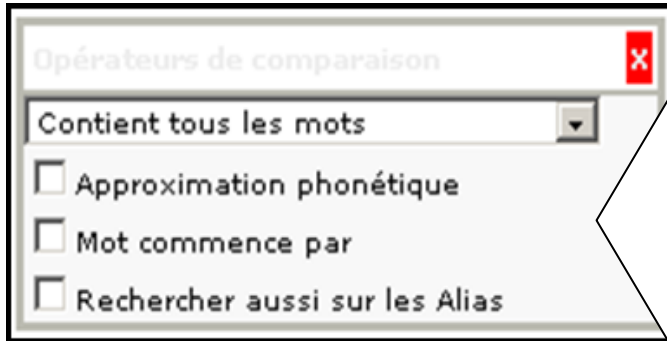 Opérateurs de comparaison x
Contient tous les mots
Approximation phonétique
Mot commence par
Rechercher aussi sur les Alias